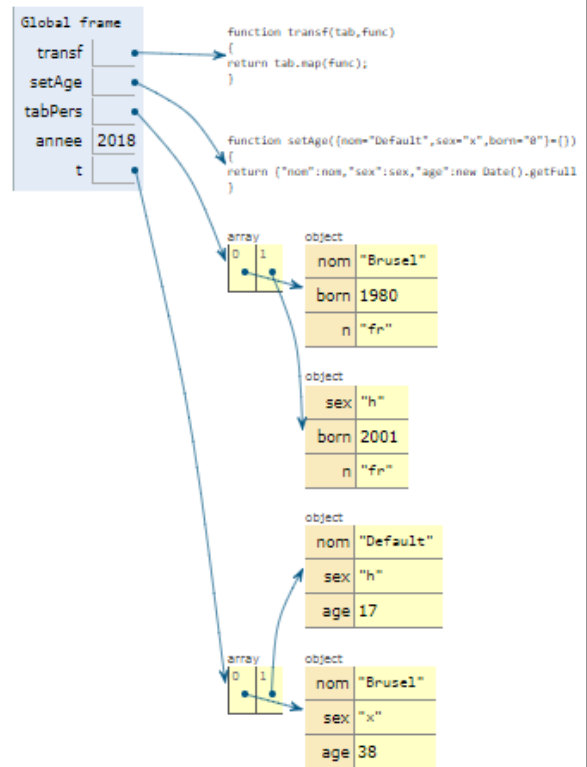 Global frame
transf
setAge
tabPers
annee 2018
t
function transf(tab,func)
{
return tab.map(func);
}
function setAge({nom="Default",sex="x",born="0"}={})
{
return {"nom":nom,"sex":sex,"age":new Date().getFull
}
array
0 1
object
nom "Brusel"
born 1980
n "fr"
object
sex "h"
born 2001
n "fr"
object
nom "Default"
sex "h"
age 17
array
0 1
object
nom "Brusel"
sex "x"
age 38